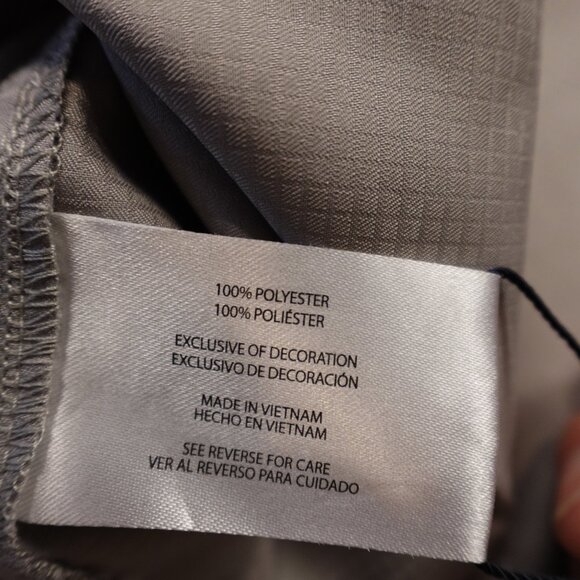 100% POLYESTER
100% POLIÉSTER
EXCLUSIVE OF DECORATION
EXCLUSIVO DE DECORACIÓN
MADE IN VIETNAM
HECHO EN VIETNAM
SEE REVERSE FOR CARE
VER AL REVERSO PARA CUIDADO